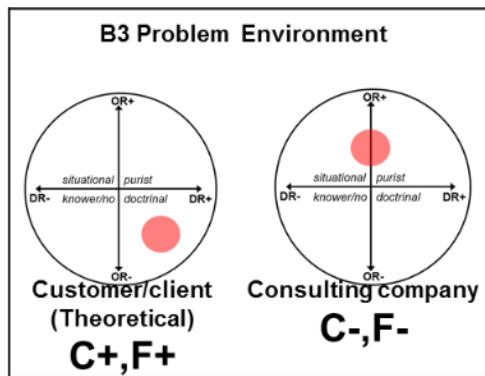 B3 Problem Environment
OR+
situational purist
DR- DR+
knower/no doctrinal
OR-
Customer/client
(Theoretical)
C+,F+
OR+
situational purist
DR- DR+
knower/no doctrinal
OR-
Consulting company
C-,F-